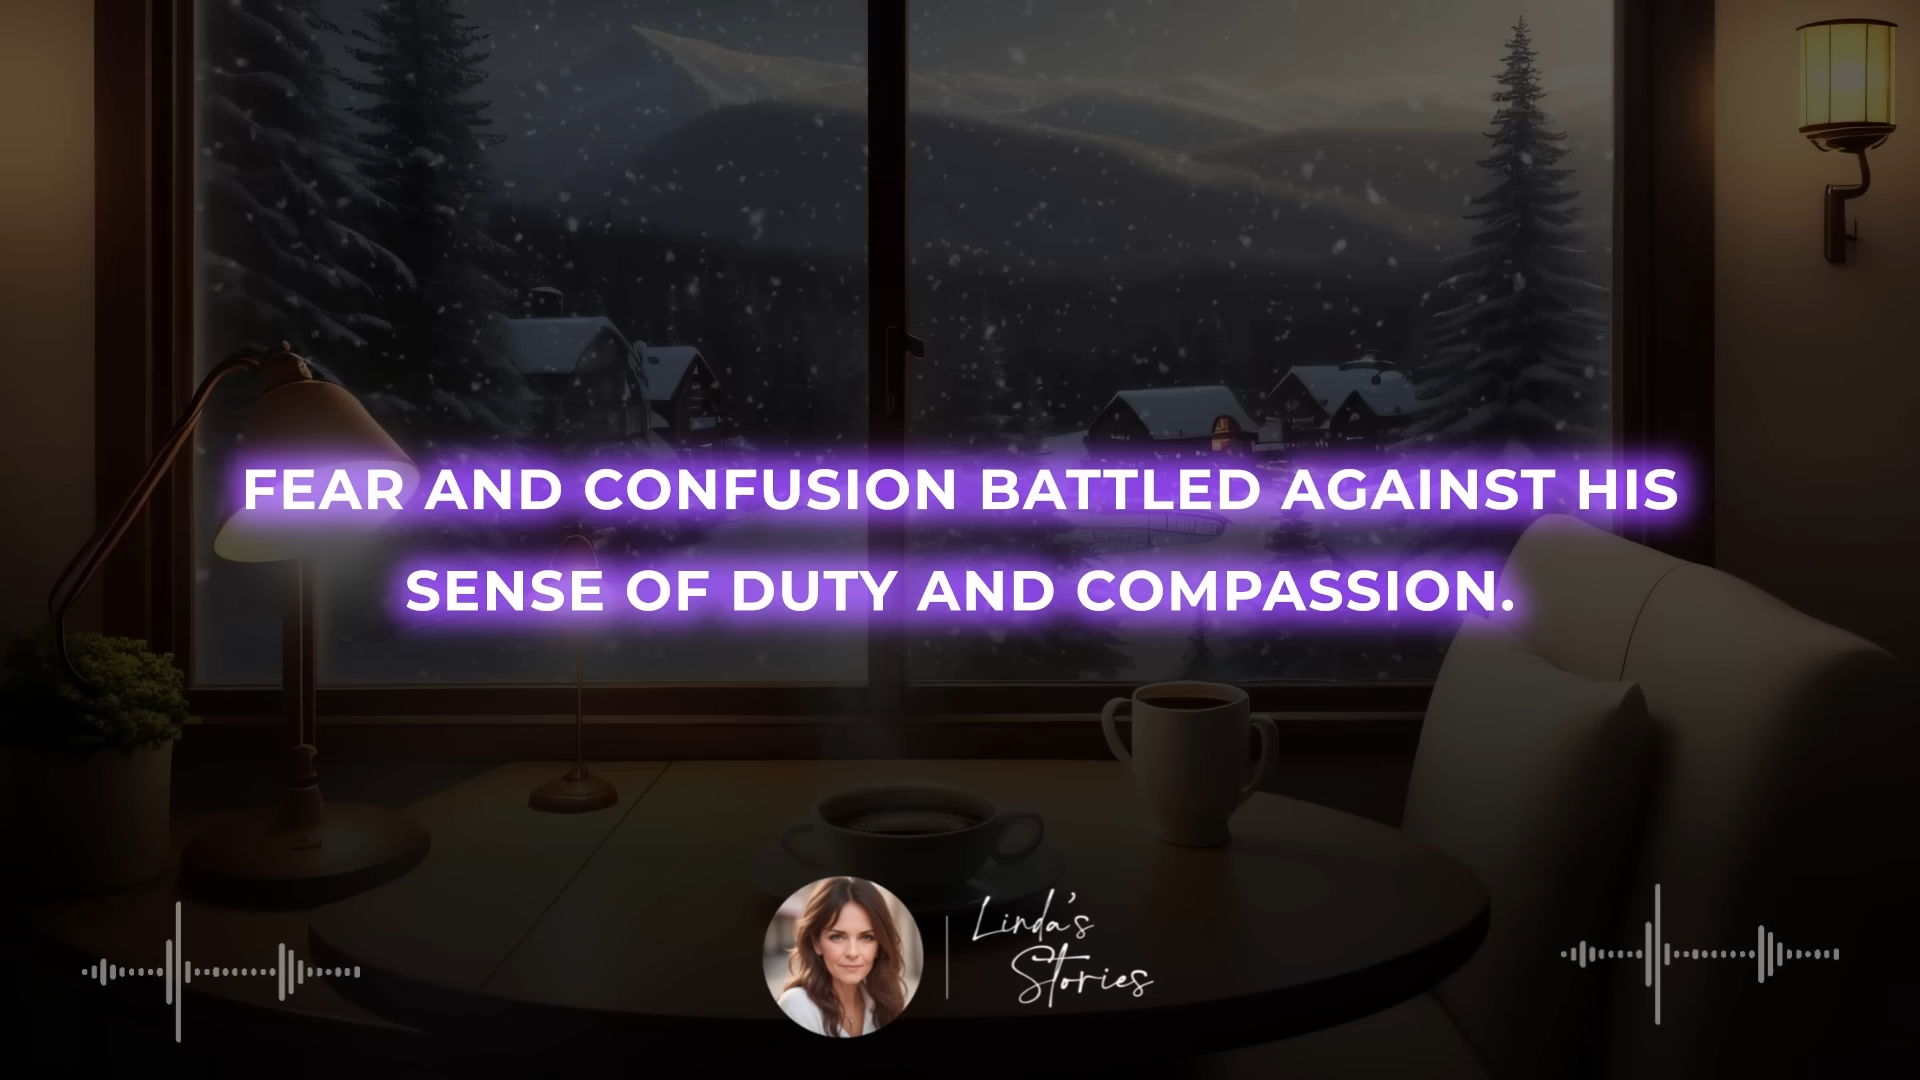 FEAR AND CONFUSION BATTLED AGAINST HIS
SENSE OF DUTY AND COMPASSION.
Linda's
Stories